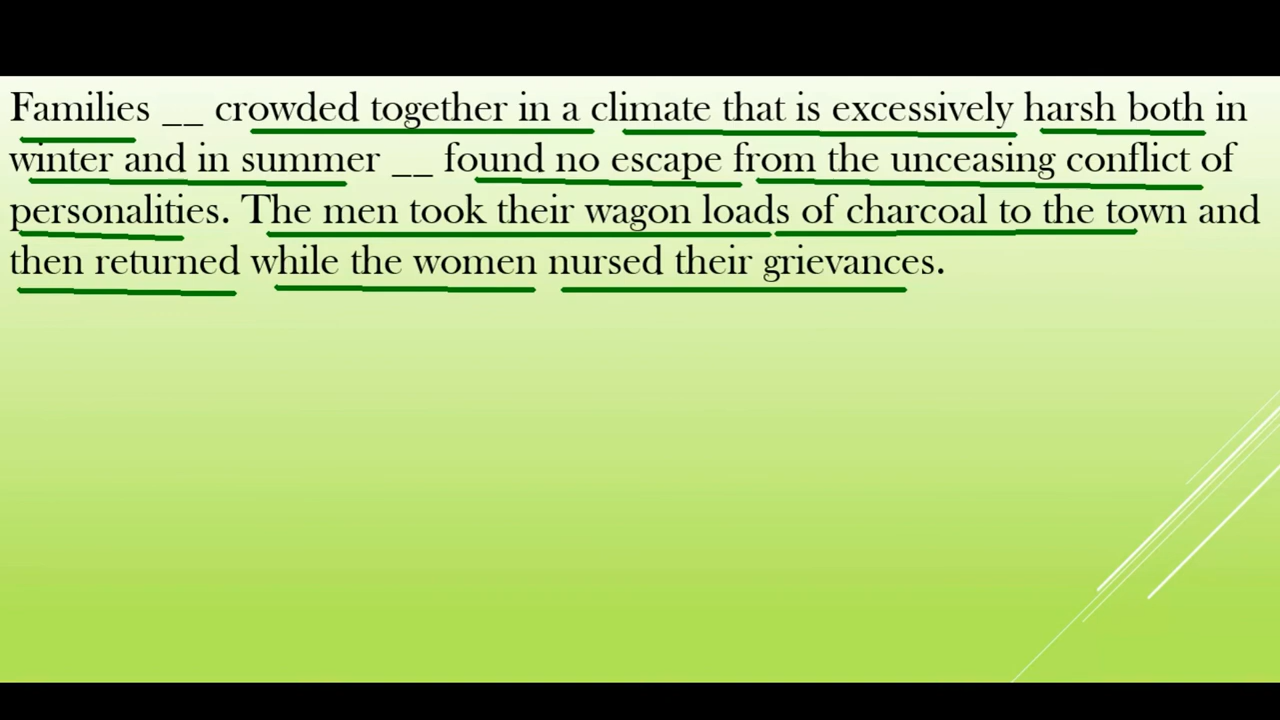 Families __ crowded together in a climate that is excessively harsh both in
winter and in summer __ found no escape from the unceasing conflict of
personalities. The men took their wagon loads of charcoal to the town and
then returned while the women nursed their grievances.